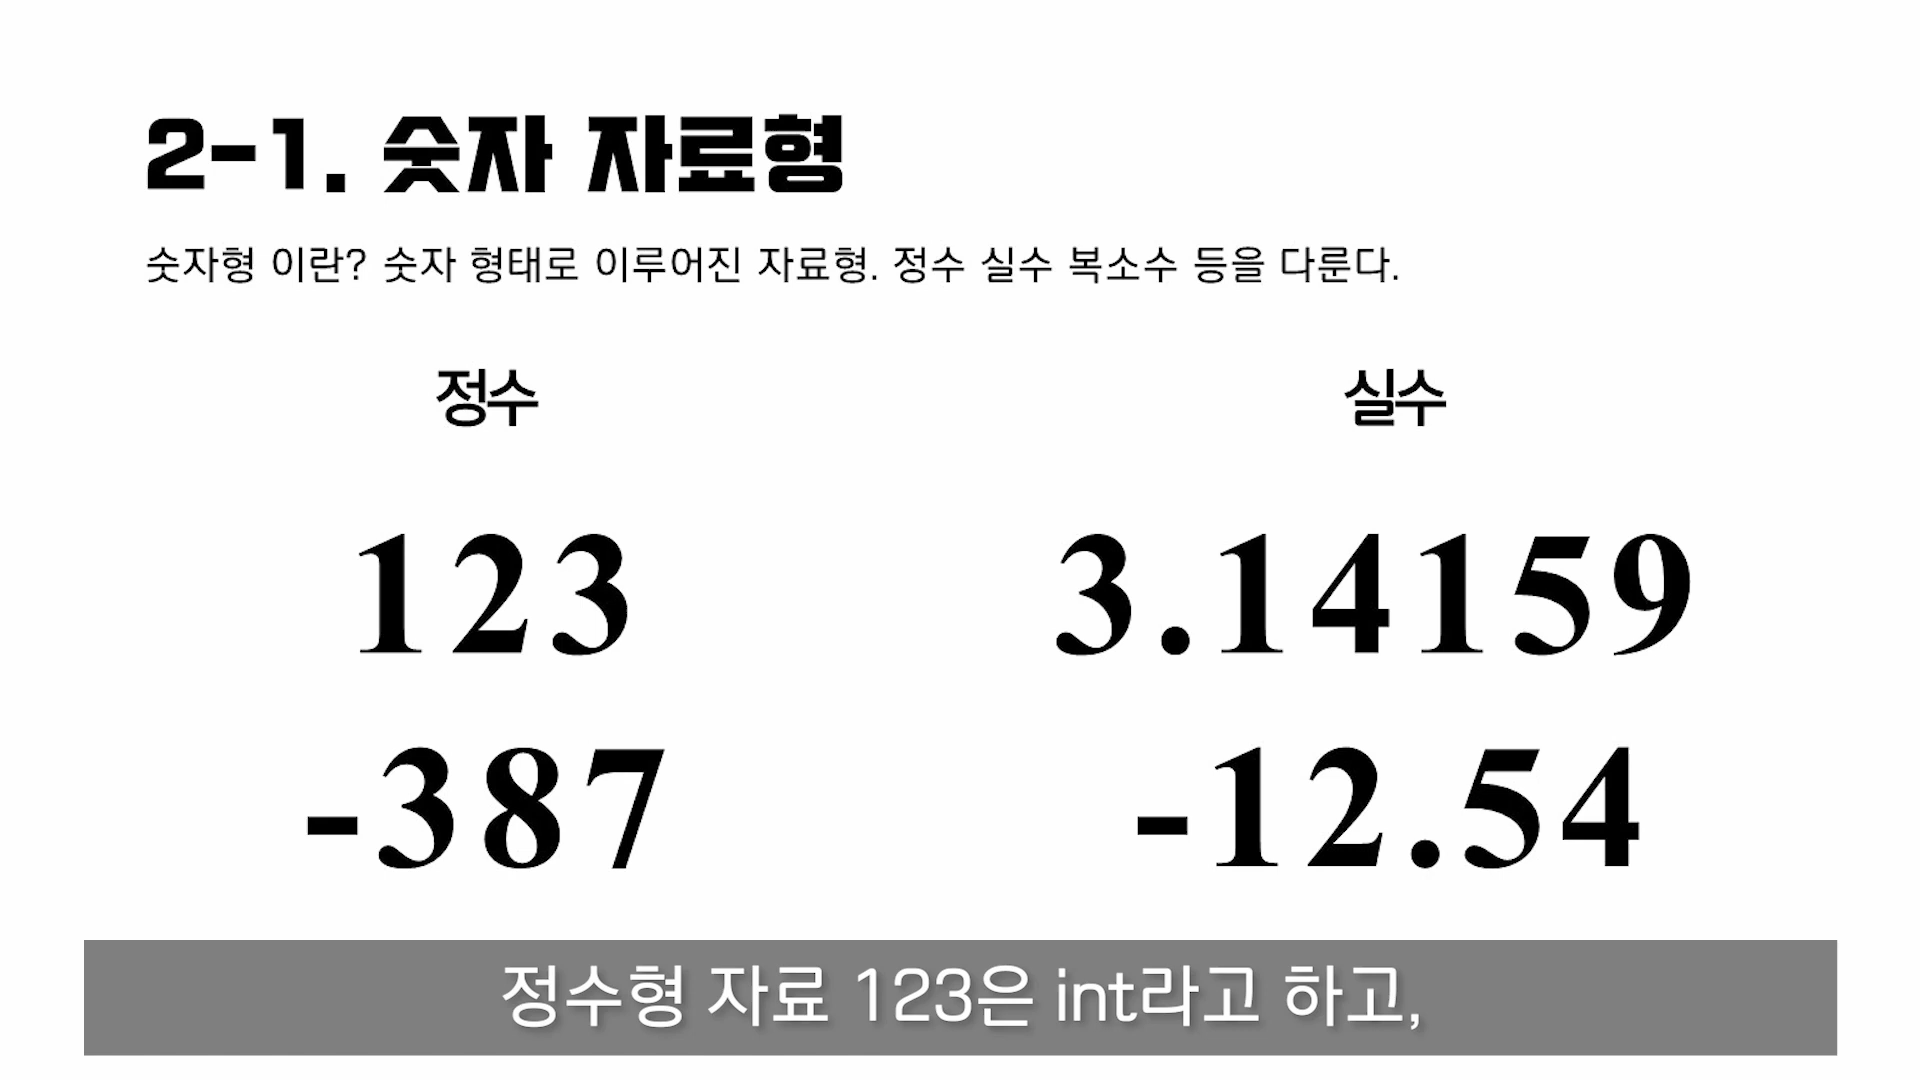 2-1. 숫자 자료형
숫자형 이란? 숫자 형태로 이루어진 자료형. 정수 실수 복소수 등을 다룬다.
정수
실수
123
3.14159
-387
-12.54
정수형 자료 123은 int라고 하고,